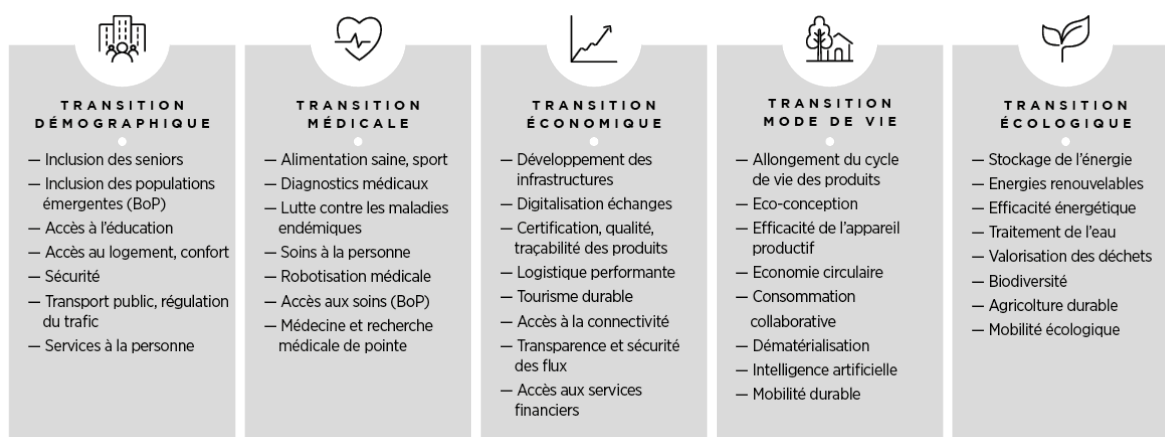 TRANSITION
DÉMOGRAPHIQUE
— Inclusion des seniors
— Inclusion des populations
émergentes (BoP)
— Accès à l'éducation
— Accès au logement, confort
— Sécurité
— Transport public, régulation
du trafic
— Services à la personne
TRANSITION
MÉDICALE
— Alimentation saine, sport
— Diagnostics médicaux
— Lutte contre les maladies
endémiques
— Soins à la personne
— Robotisation médicale
— Accès aux soins (BoP)
— Médecine et recherche
médicale de pointe
TRANSITION
ÉCONOMIQUE
— Développement des
infrastructures
— Digitalisation échanges
— Certification, qualité,
traçabilité des produits
— Logistique performante
— Tourisme durable
— Accès à la connectivité
— Transparence et sécurité
des flux
— Accès aux services
financiers
TRANSITION
MODE DE VIE
— Allongement du cycle
de vie des produits
— Eco-conception
— Efficacité de l'appareil
productif
— Economie circulaire
— Consommation
collaborative
— Dématérialisation
— Intelligence artificielle
— Mobilité durable
TRANSITION
ÉCOLOGIQUE
— Stockage de l'énergie
— Energies renouvelables
— Efficacité énergétique
— Traitement de l'eau
— Valorisation des déchets
— Biodiversité
— Agriculture durable
— Mobilité écologique